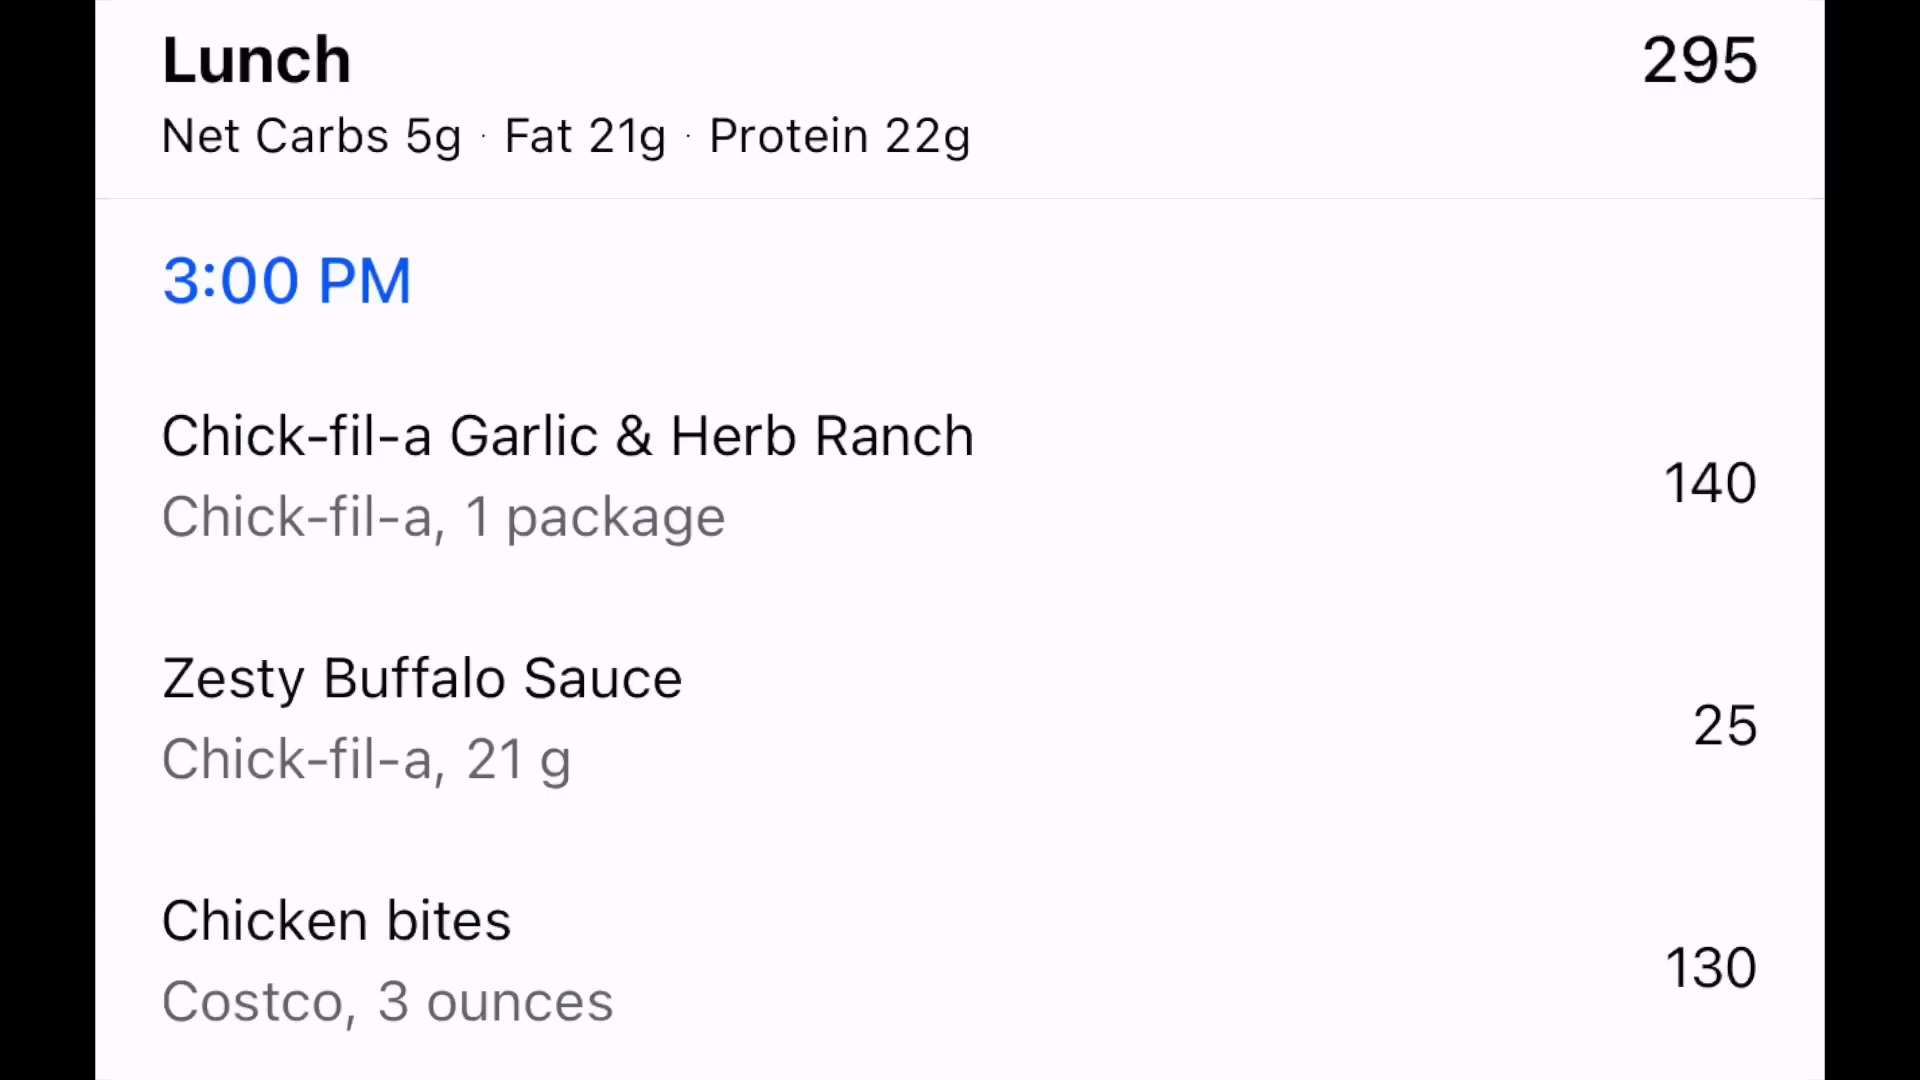 Lunch 295
Net Carbs 5g · Fat 21g · Protein 22g
3:00 PM
Chick-fil-a Garlic & Herb Ranch
Chick-fil-a, 1 package
140
Zesty Buffalo Sauce
Chick-fil-a, 21 g
25
Chicken bites
Costco, 3 ounces
130